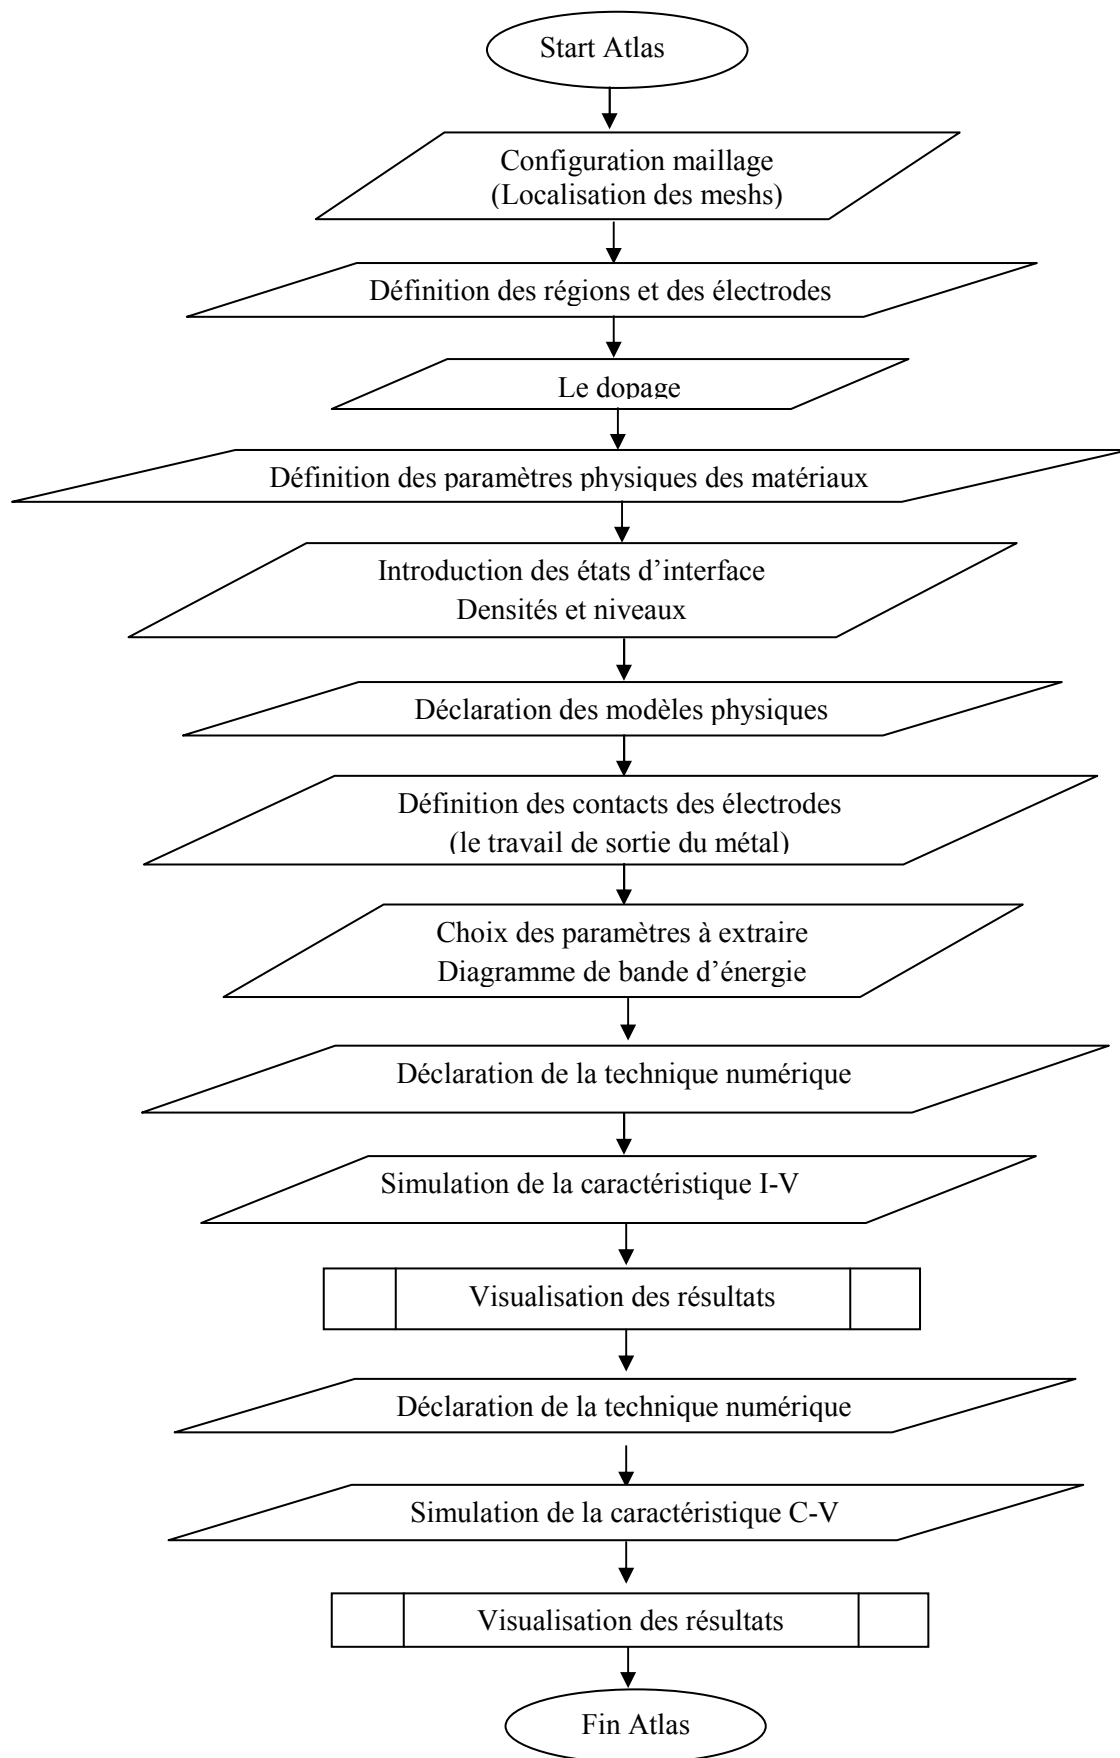 Start Atlas
Configuration maillage
(Localisation des meshs)
Définition des régions et des électrodes
Le dopage
Définition des paramètres physiques des matériaux
Introduction des états d’interface
Densités et niveaux
Déclaration des modèles physiques
Définition des contacts des électrodes
(le travail de sortie du métal)
Choix des paramètres à extraire
Diagramme de bande d’énergie
Déclaration de la technique numérique
Simulation de la caractéristique I-V
Visualisation des résultats
Déclaration de la technique numérique
Simulation de la caractéristique C-V
Visualisation des résultats
Fin Atlas